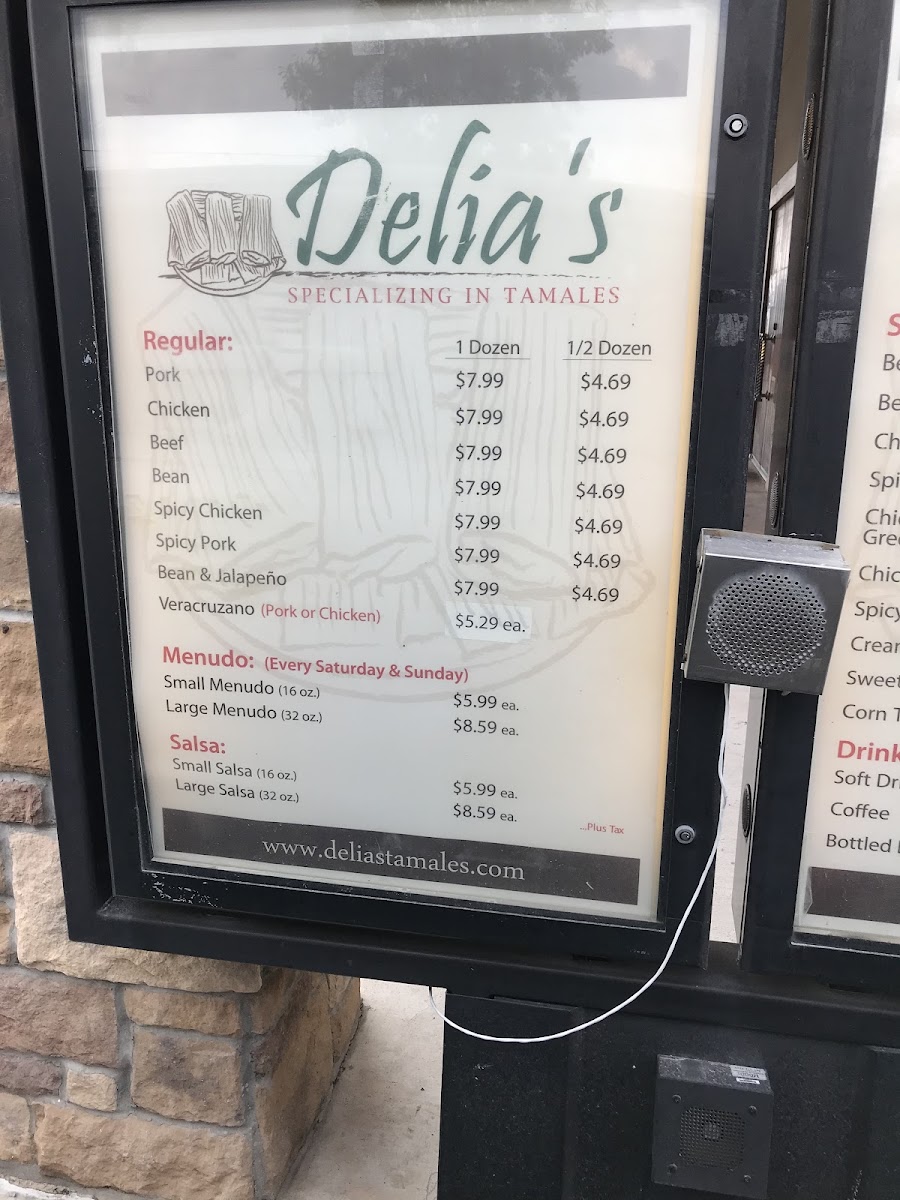 Delia's
SPECIALIZING IN TAMALES
Regular: 1 Dozen 1/2 Dozen
Pork $7.99 $4.69
Chicken $7.99 $4.69
Beef $7.99 $4.69
Bean $7.99 $4.69
Spicy Chicken $7.99 $4.69
Spicy Pork $7.99 $4.69
Bean & Jalapeño $7.99 $4.69
Veracruzano (Pork or Chicken) $5.29 ea.
Menudo: (Every Saturday & Sunday)
Small Menudo (16 oz.) $5.99 ea.
Large Menudo (32 oz.) $8.59 ea.
Salsa:
Small Salsa (16 oz.) $5.99 ea.
Large Salsa (32 oz.) $8.59 ea.
...Plus Tax
www.deliastamales.com
Spicy
Corn
Soft
Coffee
Bottled